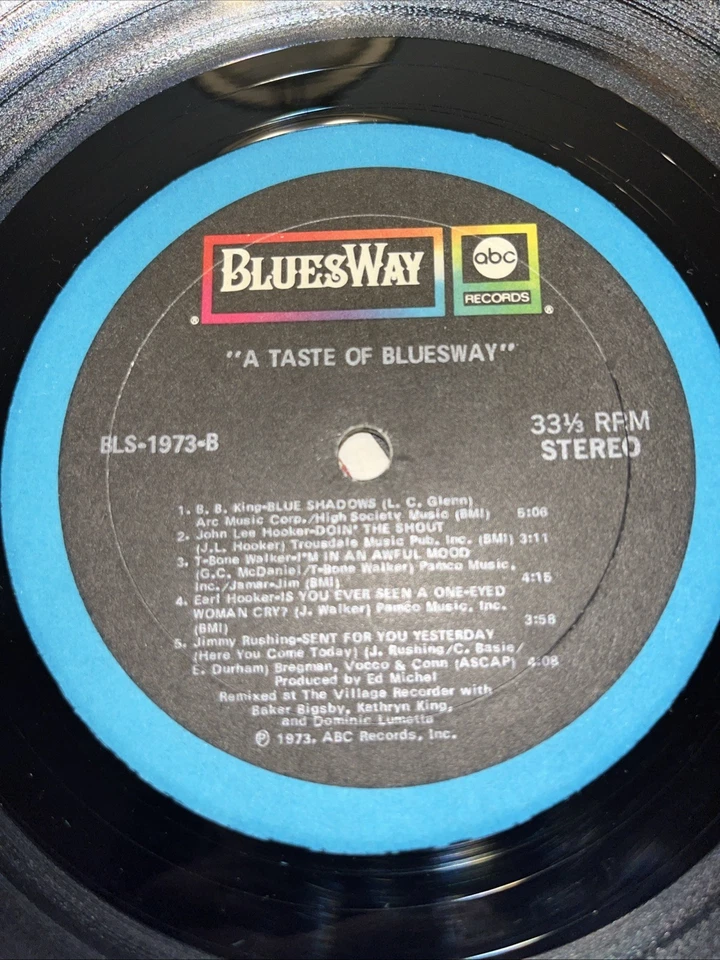 BLUESWAY
abc
RECORDS
®
®
"A TASTE OF BLUESWAY"
BLS-1973-B
33⅓ RPM
STEREO
1. B. B. King-BLUE SHADOWS (L. C. Glenn)
Arc Music Corp./High Society Music (BMI) 5:06
2. John Lee Hooker-DOIN' THE SHOUT
(J.L. Hooker) Trousdale Music Pub. Inc. (BMI) 3:11
3. T-Bone Walker-I'M IN AN AWFUL MOOD
(G.C. McDaniel/T-Bone Walker) Pamco Music,
Inc./Jamar-Jim (BMI) 4:15
4. Earl Hooker-IS YOU EVER SEEN A ONE-EYED
WOMAN CRY? (J. Walker) Pamco Music, Inc.
(BMI) 3:58
5. Jimmy Rushing-SENT FOR YOU YESTERDAY
(Here You Come Today) (J. Rushing/C. Basie/
E. Durham) Bregman, Vocco & Conn (ASCAP) 4:08
Produced by Ed Michel
Remixed at The Village Recorder with
Baker Bigsby, Kathryn King,
and Dominic Lumetta
℗ 1973, ABC Records, Inc.